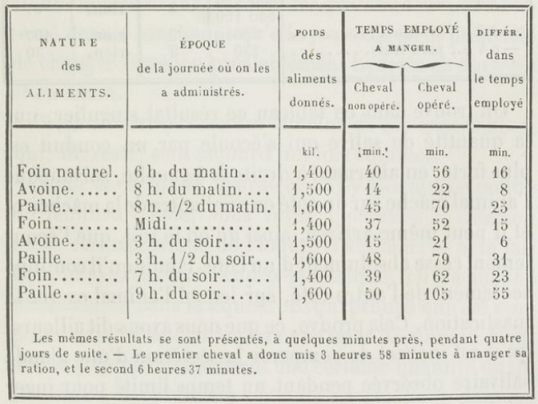 NATURE des ALIMENTS. | ÉPOQUE de la journée où on les a administrés. | POIDS des aliments donnés. | TEMPS EMPLOYÉ A MANGER. Cheval non opéré. | Cheval opéré. | DIFFÉR. dans le temps employé
kil. | min. | min. | min.
Foin naturel. | 6 h. du matin.... | 1,400 | 40 | 56 | 16
Avoine...... | 8 h. du matin.... | 1,500 | 14 | 22 | 8
Paille....... | 8 h. 1/2 du matin. | 1,600 | 45 | 70 | 25
Foin........ | Midi............. | 1,400 | 37 | 52 | 15
Avoine...... | 3 h. du soir..... | 1,500 | 15 | 21 | 6
Paille....... | 3 h. 1/2 du soir.. | 1,600 | 48 | 79 | 31
Foin........ | 7 h. du soir..... | 1,400 | 39 | 62 | 23
Paille....... | 9 h. du soir..... | 1,600 | 50 | 105 | 55
Les mêmes résultats se sont présentés, à quelques minutes près, pendant quatre
jours de suite. — Le premier cheval a donc mis 3 heures 58 minutes à manger sa
ration, et le second 6 heures 37 minutes.